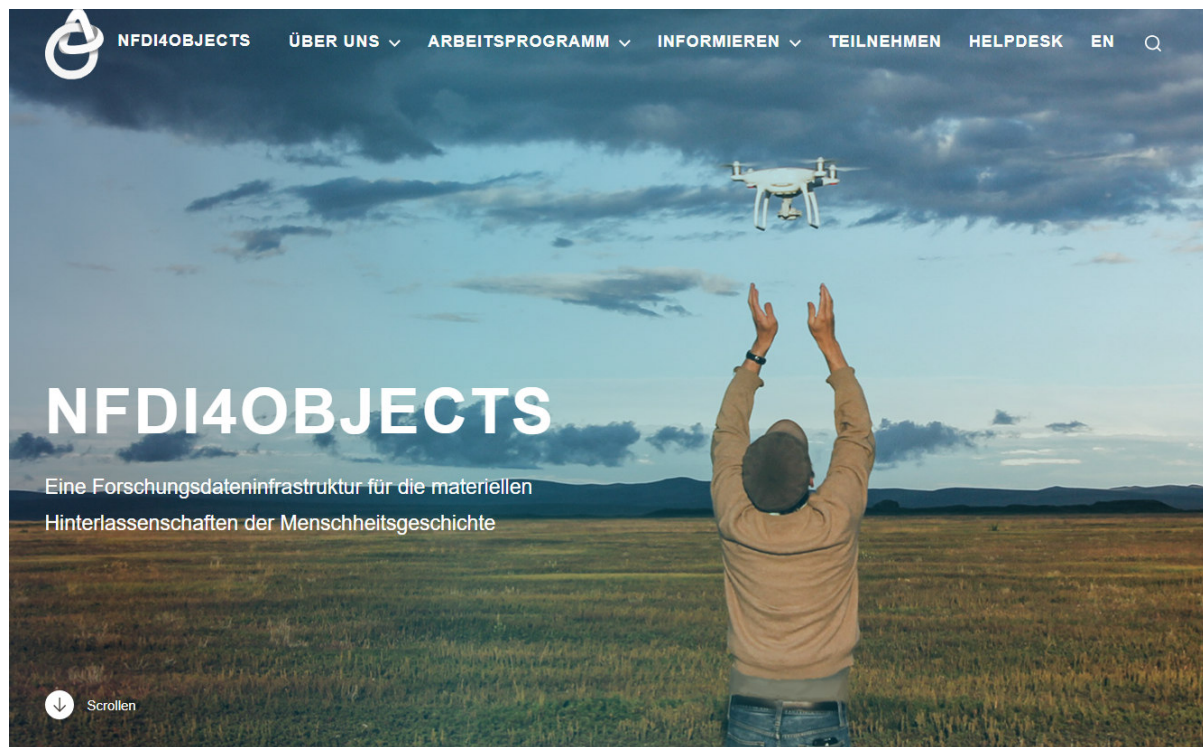 NFDI4OBJECTS ÜBER UNS ARBEITSPROGRAMM INFORMIEREN TEILNEHMEN HELPDESK EN
NFDI4OBJECTS
Eine Forschungsdateninfrastruktur für die materiellen
Hinterlassenschaften der Menschheitsgeschichte
Scrollen